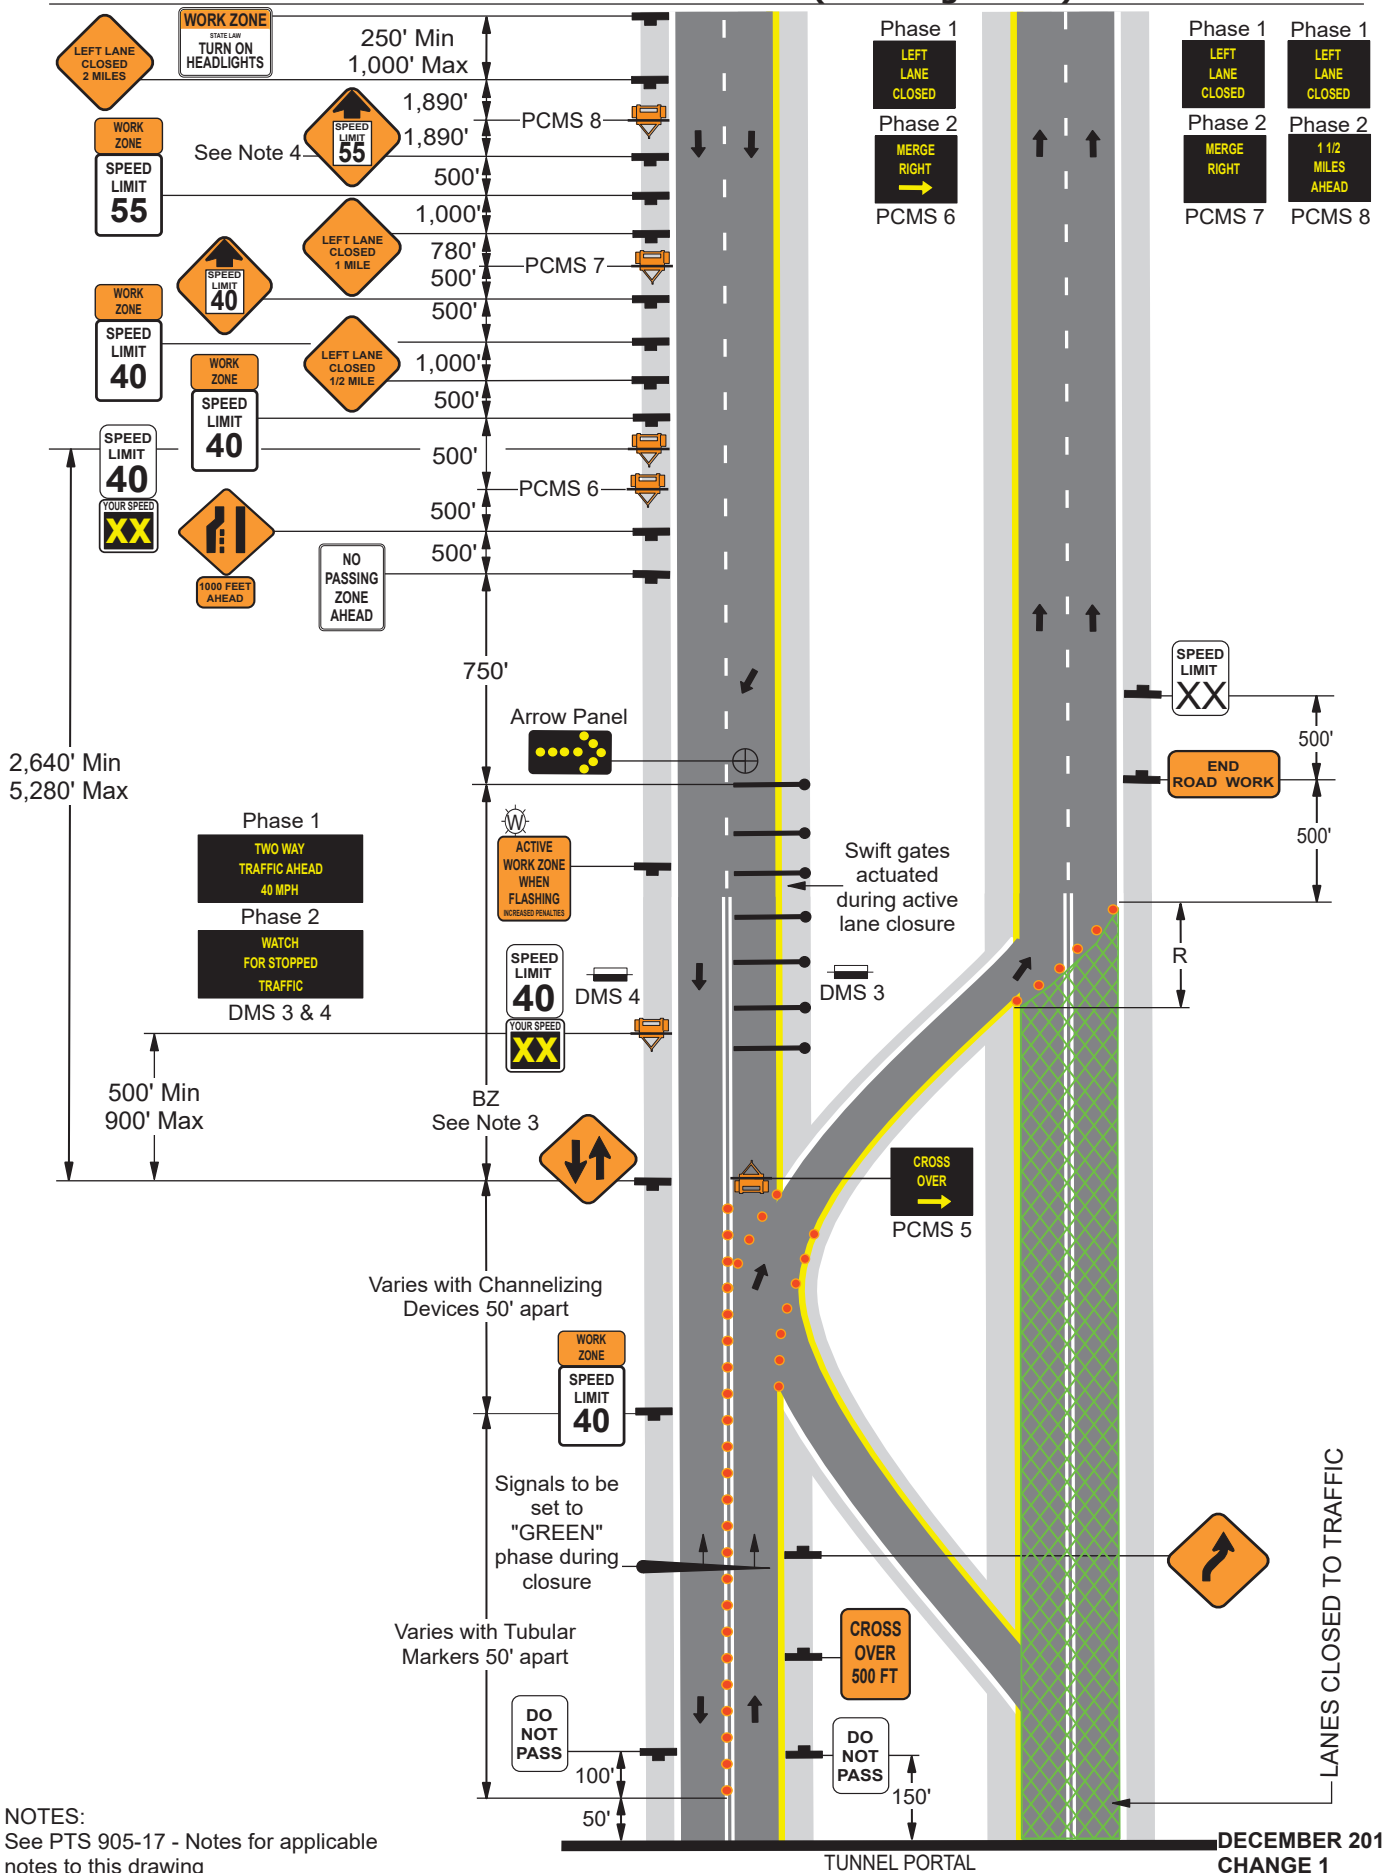 WORK ZONE
STATE LAW
TURN ON
HEADLIGHTS
LEFT LANE
CLOSED
2 MILES
250' Min
1,000' Max
1,890'
1,890'
PCMS 8
SPEED
LIMIT
55
See Note 4
WORK
ZONE
SPEED
LIMIT
55
500'
1,000'
LEFT LANE
CLOSED
1 MILE
780'
500'
PCMS 7
SPEED
LIMIT
40
500'
WORK
ZONE
SPEED
LIMIT
40
LEFT LANE
CLOSED
1/2 MILE
1,000'
WORK
ZONE
SPEED
LIMIT
40
500'
SPEED
LIMIT
40
YOUR SPEED
XX
500'
PCMS 6
500'
1000 FEET
AHEAD
500'
NO
PASSING
ZONE
AHEAD
750'
Phase 1
LEFT
LANE
CLOSED
Phase 2
MERGE
RIGHT
PCMS 6
Phase 1
LEFT
LANE
CLOSED
Phase 2
MERGE
RIGHT
PCMS 7
Phase 1
LEFT
LANE
CLOSED
Phase 2
1 1/2
MILES
AHEAD
PCMS 8
SPEED
LIMIT
XX
500'
END
ROAD WORK
500'
R
Arrow Panel
2,640' Min
5,280' Max
Phase 1
TWO WAY
TRAFFIC AHEAD
40 MPH
Phase 2
WATCH
FOR STOPPED
TRAFFIC
DMS 3 & 4
W
ACTIVE
WORK ZONE
WHEN
FLASHING
INCREASED PENALTIES
Swift gates
actuated
during active
lane closure
SPEED
LIMIT
40
YOUR SPEED
XX
DMS 4
DMS 3
500' Min
900' Max
BZ
See Note 3
CROSS
OVER
PCMS 5
Varies with Channelizing
Devices 50' apart
WORK
ZONE
SPEED
LIMIT
40
Signals to be
set to
"GREEN"
phase during
closure
Varies with Tubular
Markers 50' apart
CROSS
OVER
500 FT
DO
NOT
PASS
100'
50'
DO
NOT
PASS
150'
LANES CLOSED TO TRAFFIC
TUNNEL PORTAL
NOTES:
See PTS 905-17 - Notes for applicable
notes to this drawing
DECEMBER 201
CHANGE 1